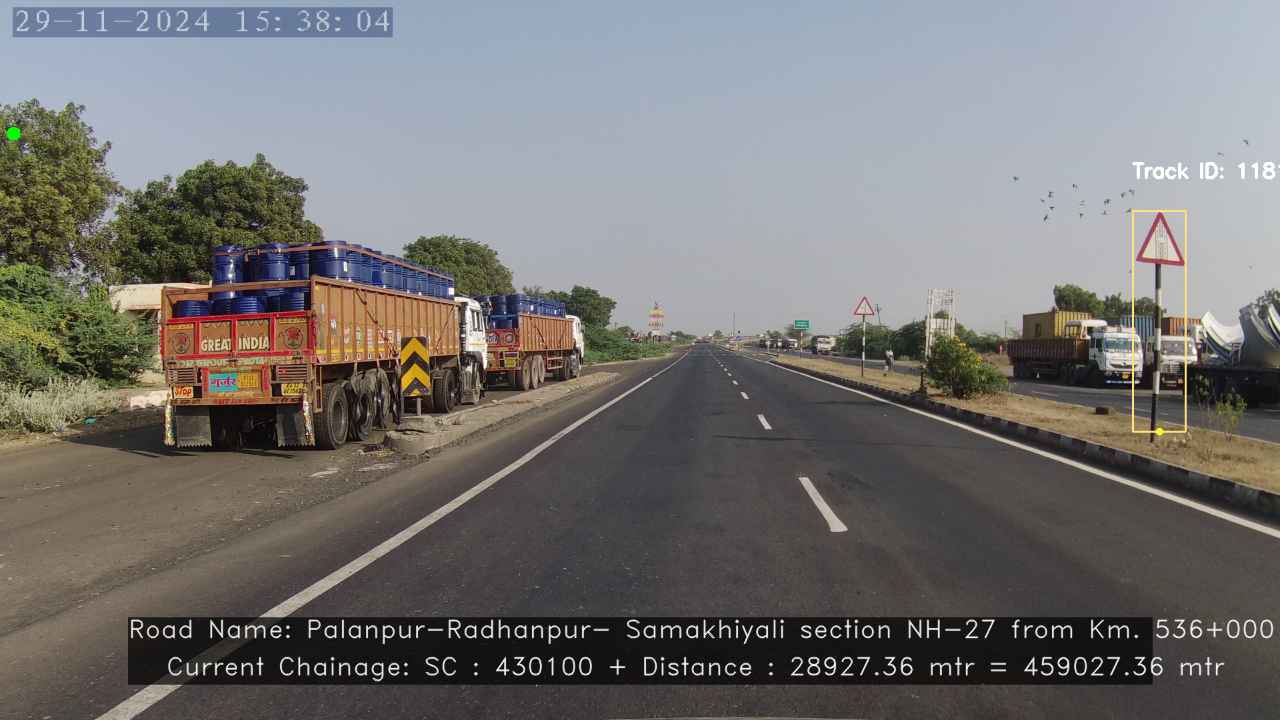 29-11-2024 15:38:04
Track ID: 118
GREAT INDIA
गुर्जर
Road Name: Palanpur-Radhanpur- Samakhiyali section NH-27 from Km. 536+000
Current Chainage: SC : 430100 + Distance : 28927.36 mtr = 459027.36 mtr